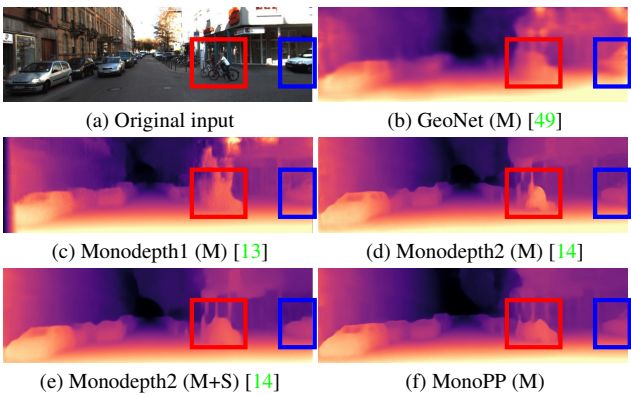 (a) Original input
(b) GeoNet (M) [49]
(c) Monodepth1 (M) [13]
(d) Monodepth2 (M) [14]
(e) Monodepth2 (M+S) [14]
(f) MonoPP (M)